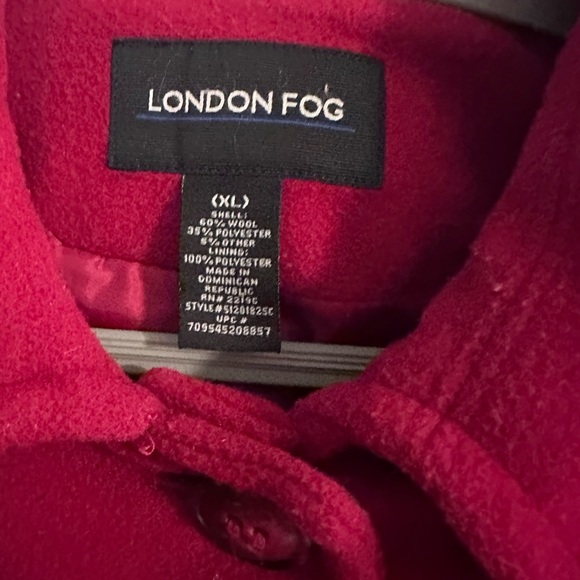 LONDON FOG
(XL)
SHELL:
60% WOOL
35% POLYESTER
5% OTHER
LINING:
100% POLYESTER
MADE IN
DOMINICAN
REPUBLIC
RN# 22195
STYLE#5120182SC
UPC #
709545208857